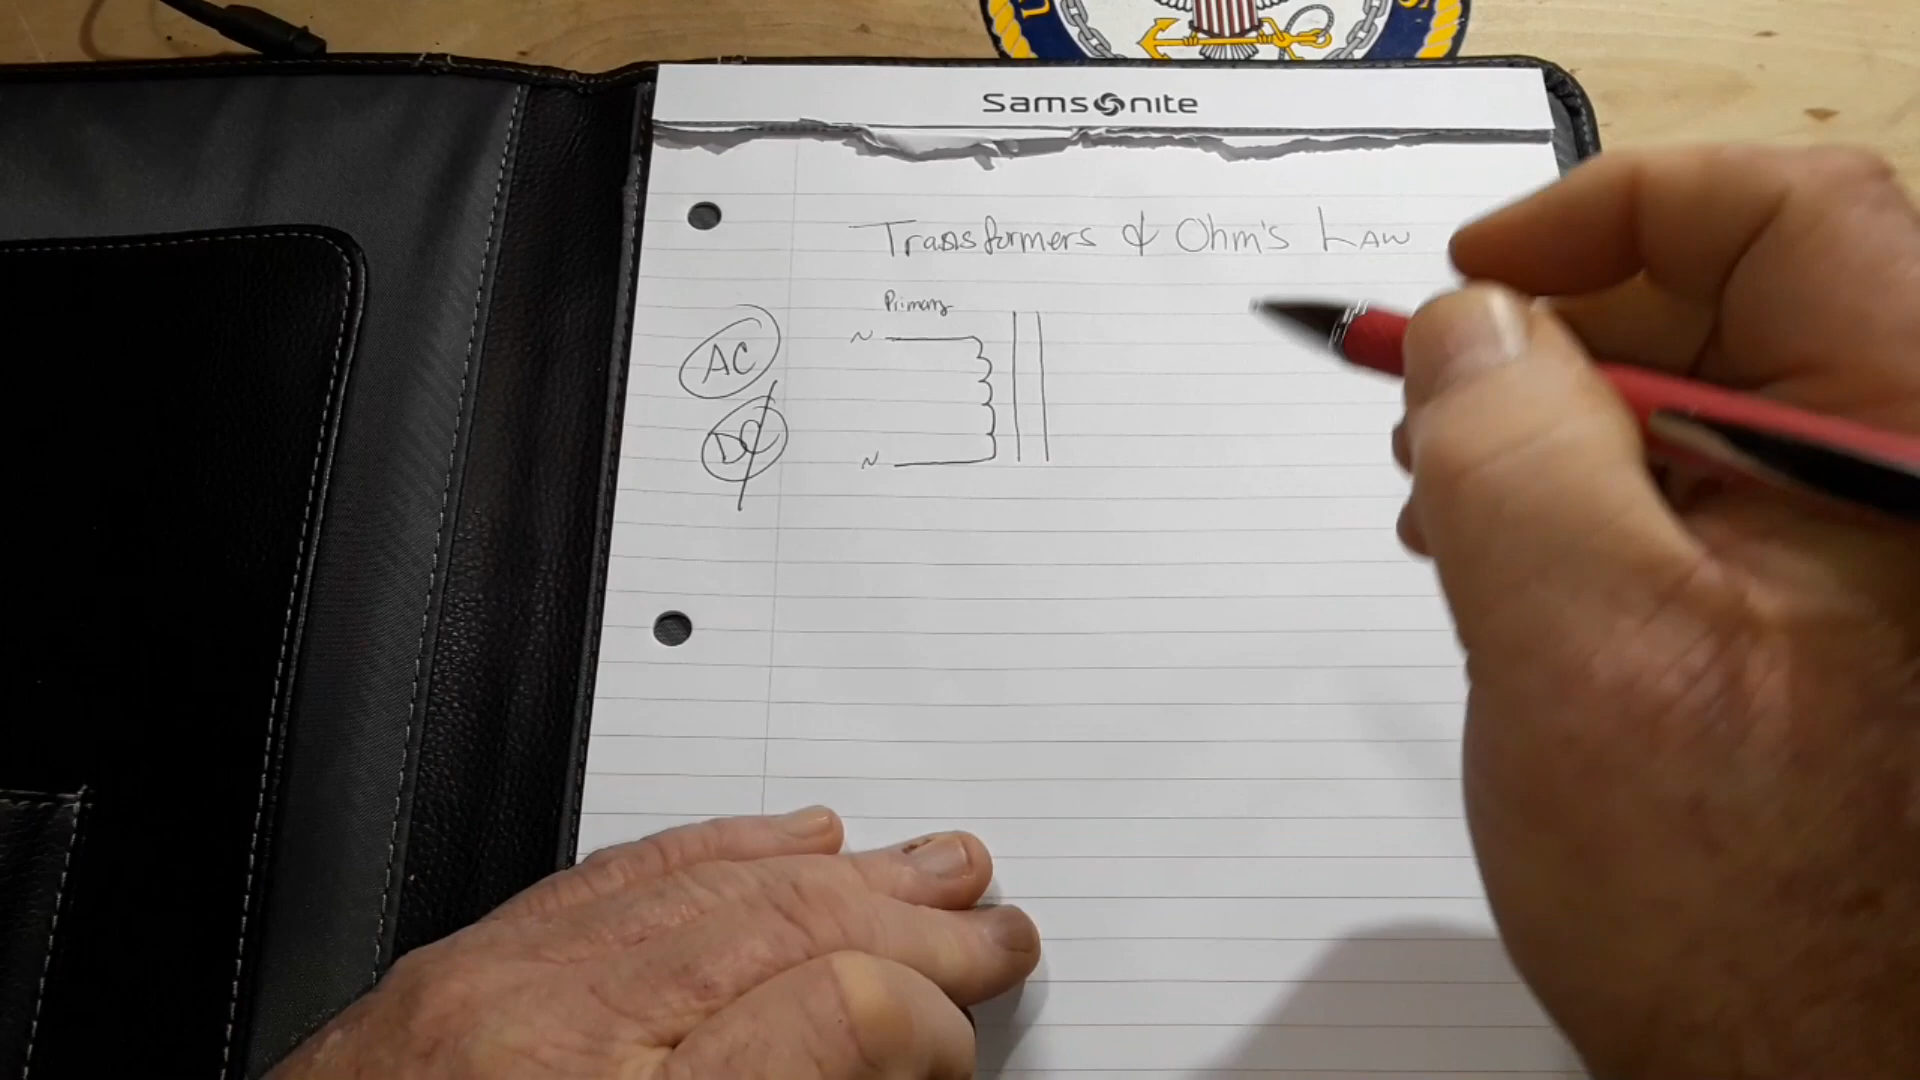 U S
Samsonite
Transformers & Ohm's LAW
Primary
AC
~
DC
~